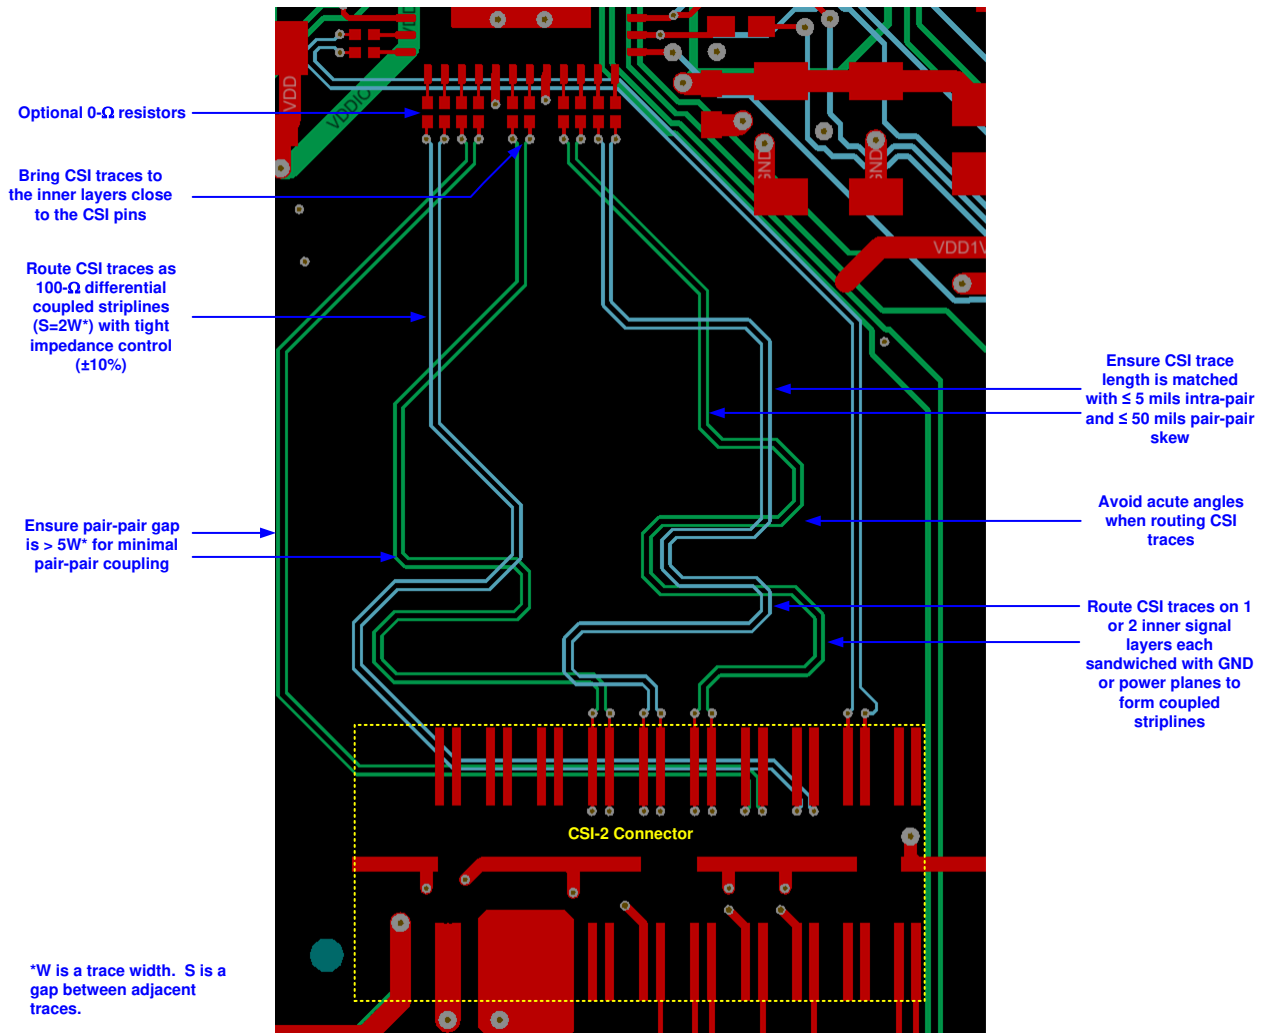 VDD
VDDIO
GND
GND
VDD1V
Optional 0-Ω resistors
Bring CSI traces to
the inner layers close
to the CSI pins
Route CSI traces as
100-Ω differential
coupled striplines
(S=2W*) with tight
impedance control
(±10%)
Ensure pair-pair gap
is > 5W* for minimal
pair-pair coupling
Ensure CSI trace
length is matched
with ≤ 5 mils intra-pair
and ≤ 50 mils pair-pair
skew
Avoid acute angles
when routing CSI
traces
Route CSI traces on 1
or 2 inner signal
layers each
sandwiched with GND
or power planes to
form coupled
striplines
CSI-2 Connector
*W is a trace width.  S is a
gap between adjacent
traces.